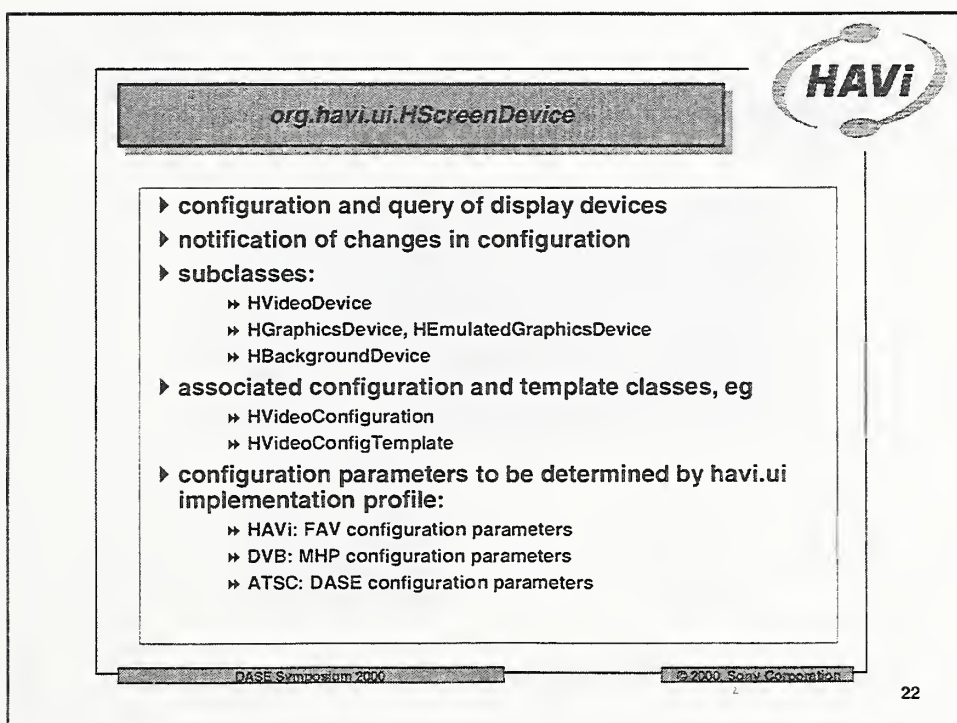 HAVi
org.havi.ui.HScreenDevice
configuration and query of display devices
notification of changes in configuration
subclasses:
HVideoDevice
HGraphicsDevice, HEmulatedGraphicsDevice
HBackgroundDevice
associated configuration and template classes, eg
HVideoConfiguration
HVideoConfigTemplate
configuration parameters to be determined by havi.ui
implementation profile:
HAVi: FAV configuration parameters
DVB: MHP configuration parameters
ATSC: DASE configuration parameters
DASE Symposium 2000
© 2000, Sony Corporation
22